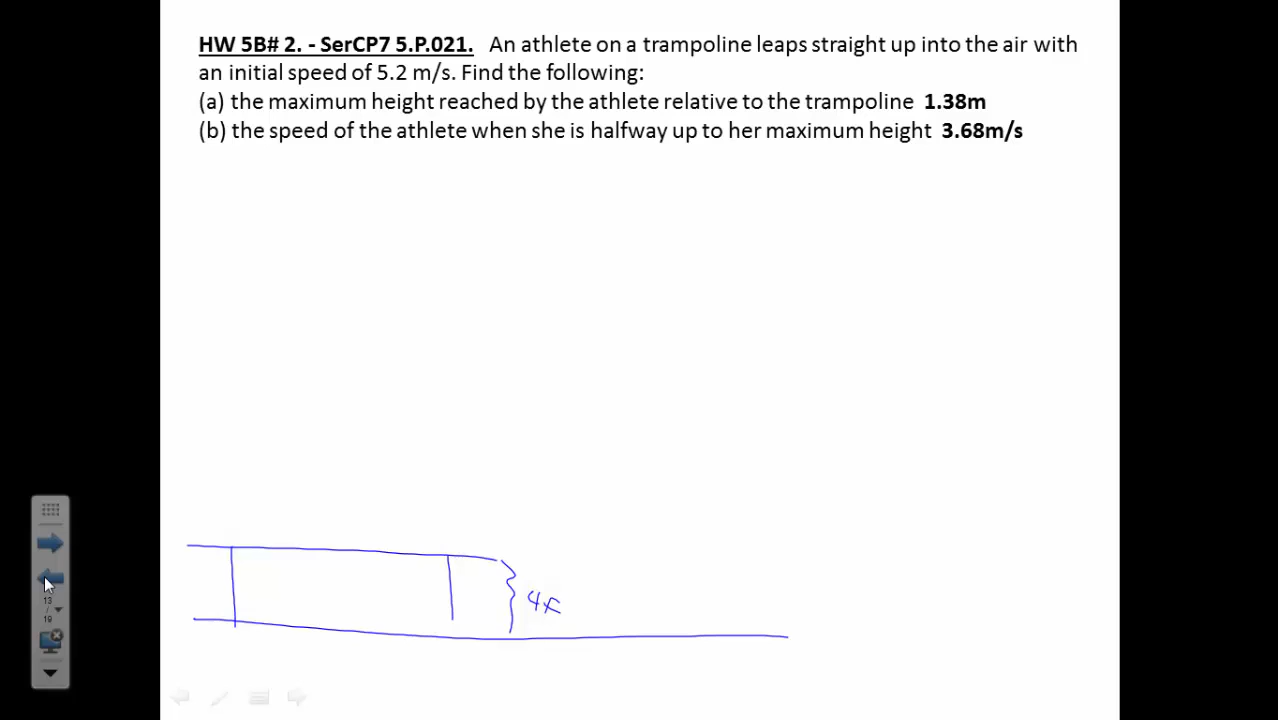 HW 5B# 2. - SerCP7 5.P.021. An athlete on a trampoline leaps straight up into the air with
an initial speed of 5.2 m/s. Find the following:
(a) the maximum height reached by the athlete relative to the trampoline 1.38m
(b) the speed of the athlete when she is halfway up to her maximum height 3.68m/s
13
/
19